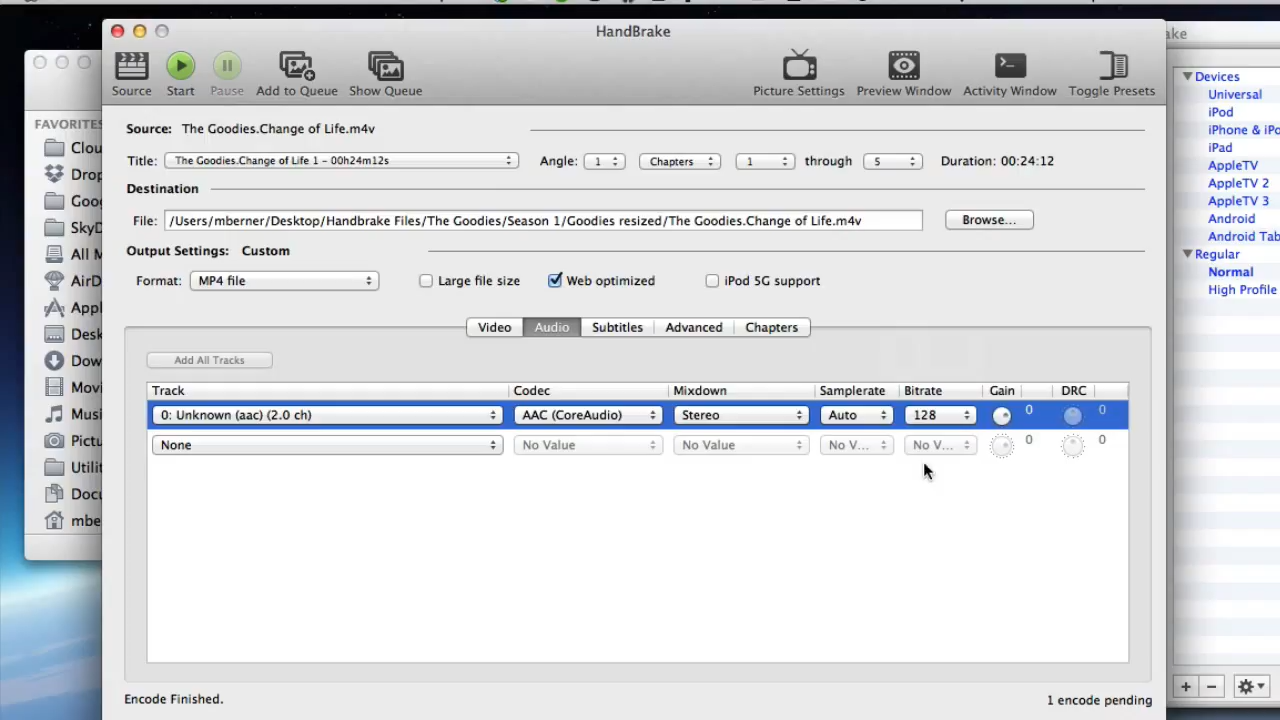 HandBrake
Source Start Pause Add to Queue Show Queue Picture Settings Preview Window Activity Window Toggle Presets
Source: The Goodies.Change of Life.m4v
Title: The Goodies.Change of Life 1 - 00h24m12s Angle: 1 Chapters 1 through 5 Duration: 00:24:12
Destination
File: /Users/mberner/Desktop/Handbrake Files/The Goodies/Season 1/Goodies resized/The Goodies.Change of Life.m4v Browse...
Output Settings: Custom
Format: MP4 file Large file size Web optimized iPod 5G support
Video Audio Subtitles Advanced Chapters
Add All Tracks
Track Codec Mixdown Samplerate Bitrate Gain DRC
0: Unknown (aac) (2.0 ch) AAC (CoreAudio) Stereo Auto 128 0 0
None No Value No Value No V... No V... 0 0
Encode Finished. 1 encode pending
FAVORITES
Clou
Drop
Goo
SkyD
All M
AirD
Appl
Desk
Dow
Movi
Musi
Pictu
Utilit
Docu
mbe
ake
Devices
Universal
iPod
iPhone & iPo
iPad
AppleTV
AppleTV 2
AppleTV 3
Android
Android Tab
Regular
Normal
High Profile